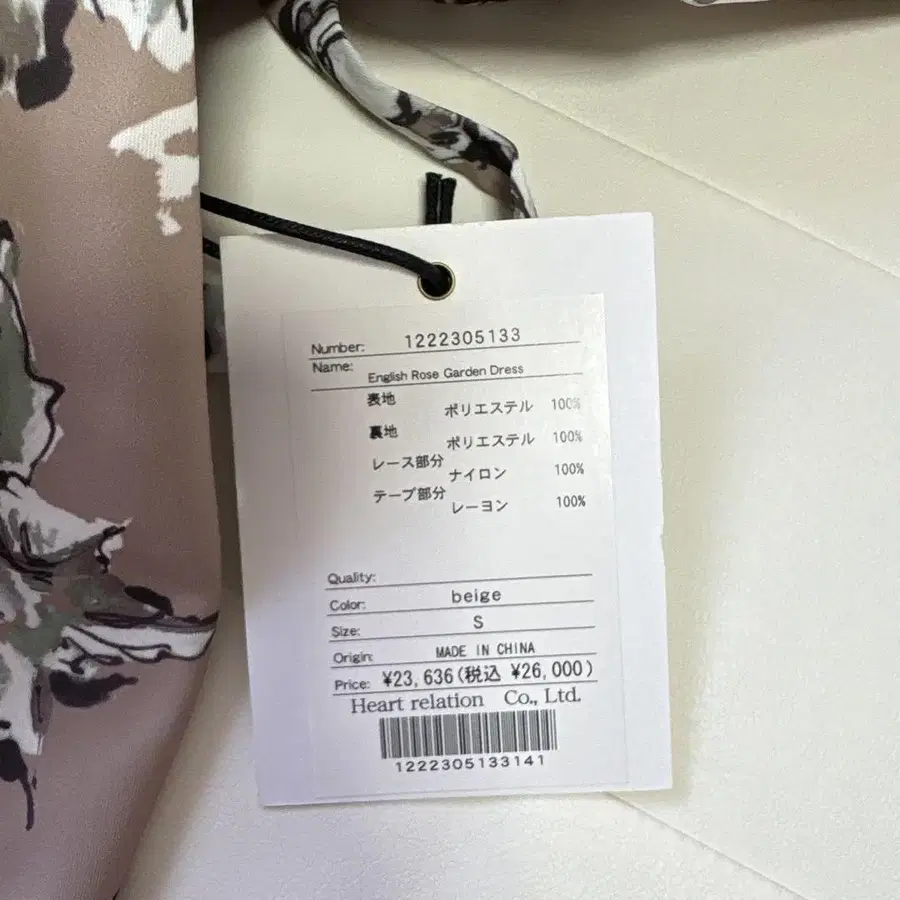 Number: 1222305133
Name: English Rose Garden Dress
表地 ポリエステル 100%
裏地 ポリエステル 100%
レース部分 ナイロン 100%
テープ部分 レーヨン 100%
Quality:
Color: beige
Size: S
Origin: MADE IN CHINA
Price: ¥23,636(税込 ¥26,000)
Heart relation Co., Ltd.
1222305133141